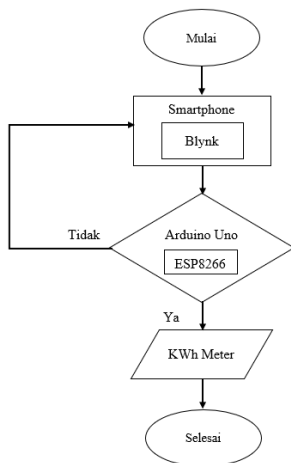 Mulai
Smartphone
Blynk
Arduino Uno
ESP8266
Tidak
Ya
KWh Meter
Selesai